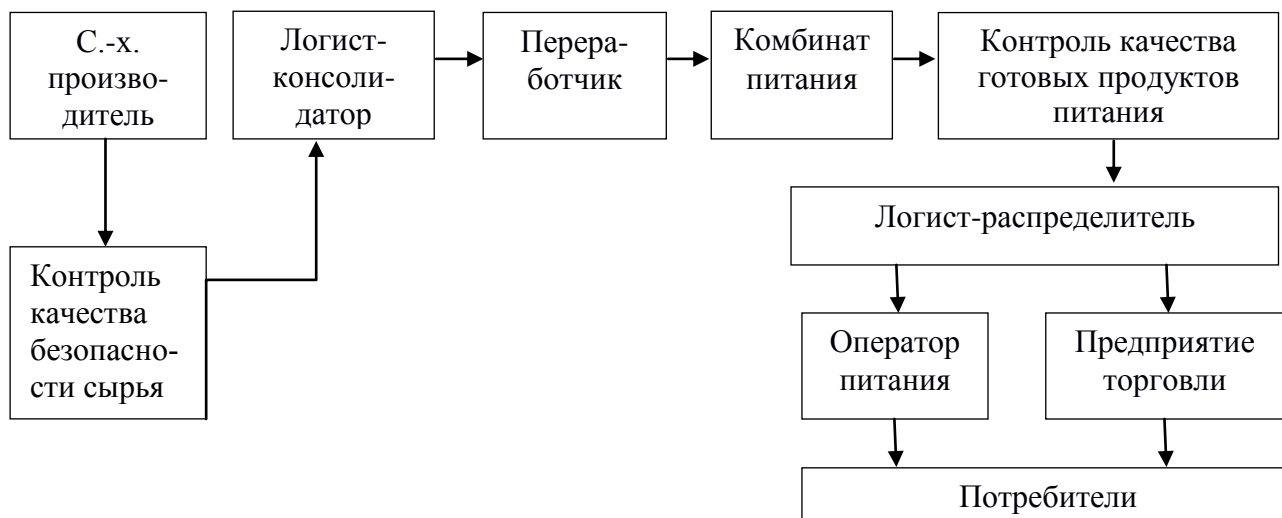 С.-х.
произво-
дитель
Логист-
консоли-
датор
Перера-
ботчик
Комбинат
питания
Контроль качества
готовых продуктов
питания
Логист-распределитель
Контроль
качества
безопасно-
сти сырья
Оператор
питания
Предприятие
торговли
Потребители